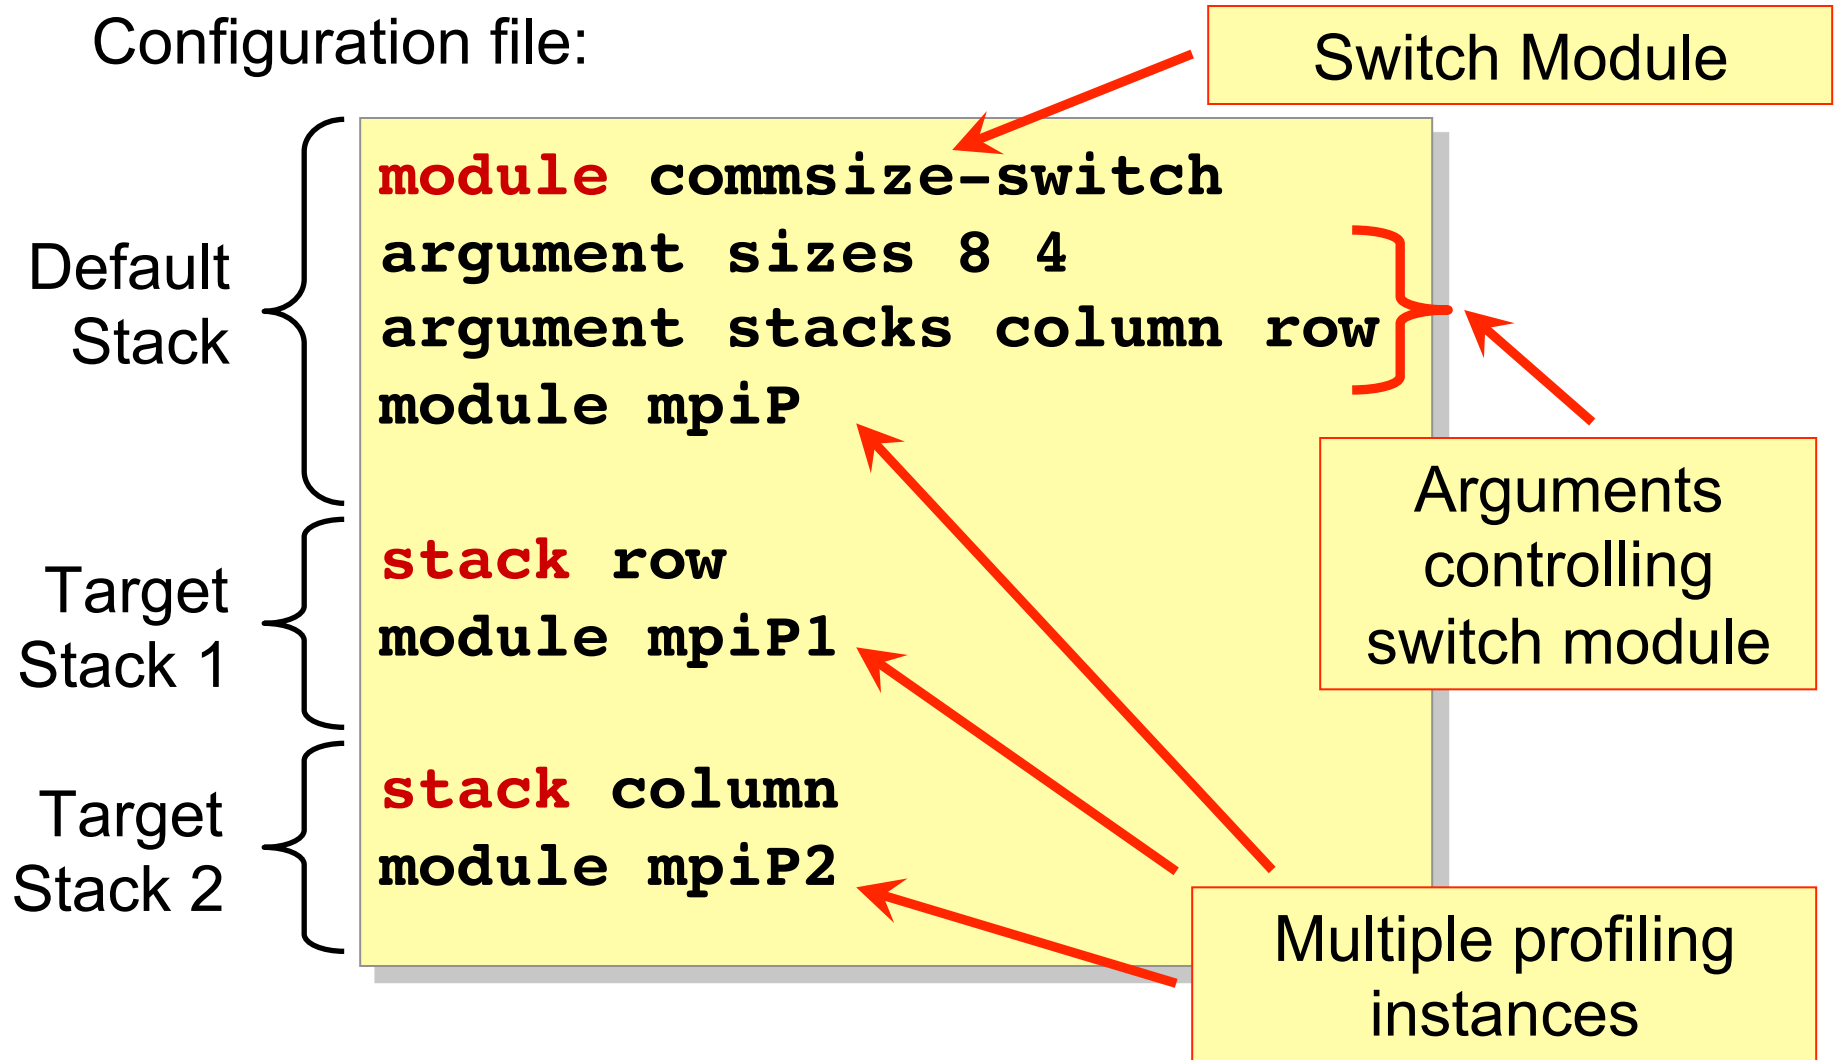 Configuration file:
Switch Module
module commsize-switch
argument sizes 8 4
argument stacks column row
module mpiP
Default
Stack
Arguments
controlling
switch module
stack row
module mpiP1
Target
Stack 1
stack column
module mpiP2
Target
Stack 2
Multiple profiling
instances